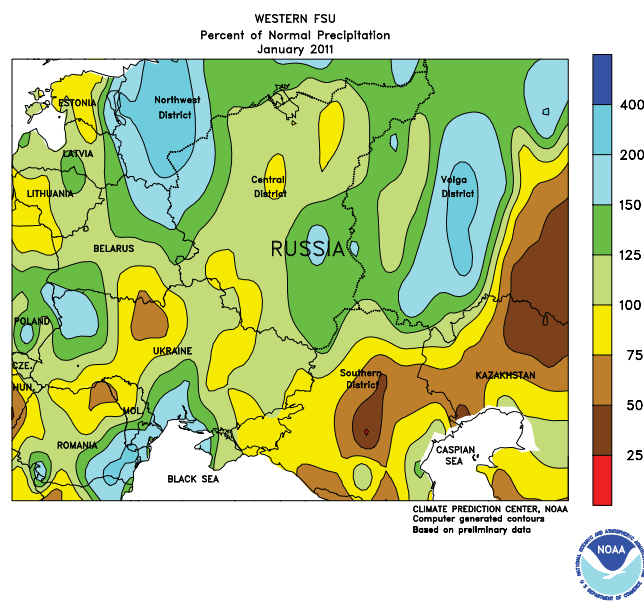 WESTERN FSU
Percent of Normal Precipitation
January 2011
ESTONIA
Northwest
District
LATVIA
LITHUANIA
Central
District
Volga
District
BELARUS
RUSSIA
POLAND
UKRAINE
CZE.
HUN.
MOL.
Southern
District
KAZAKHSTAN
ROMANIA
CASPIAN
SEA
BLACK SEA
400
200
150
125
100
75
50
25
CLIMATE PREDICTION CENTER, NOAA
Computer generated contours
Based on preliminary data
NOAA